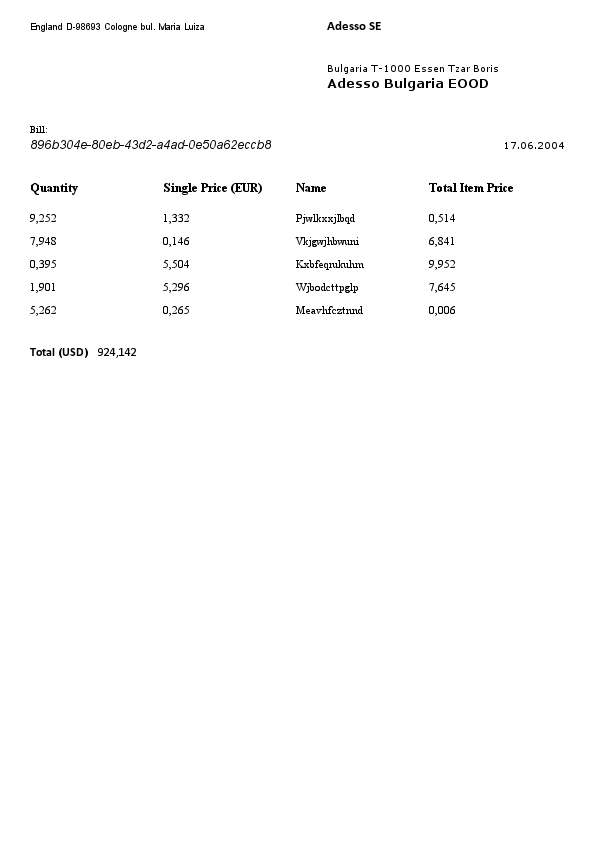 England D-98693 Cologne bul. Maria Luiza Adesso SE
Bulgaria T-1000 Essen Tzar Boris
Adesso Bulgaria EOOD
Bill:
896b304e-80eb-43d2-a4ad-0e50a62eccb8 17.06.2004
Quantity Single Price (EUR) Name Total Item Price
9,252 1,332 Pjwlkxxjlbqd 0,514
7,948 0,146 Vkjgwjhbwuni 6,841
0,395 5,504 Kxbfeqrukuhm 9,952
1,901 5,296 Wjbodcttpglp 7,645
5,262 0,265 0,006
Total (USD) 924,142